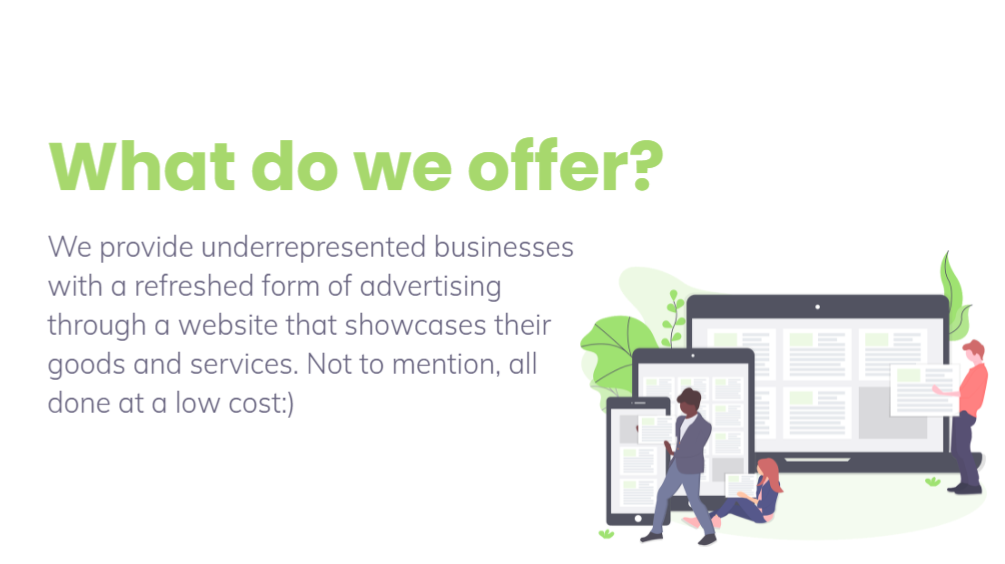 What do we offer?
We provide underrepresented businesses
with a refreshed form of advertising
through a website that showcases their
goods and services. Not to mention, all
done at a low cost:)